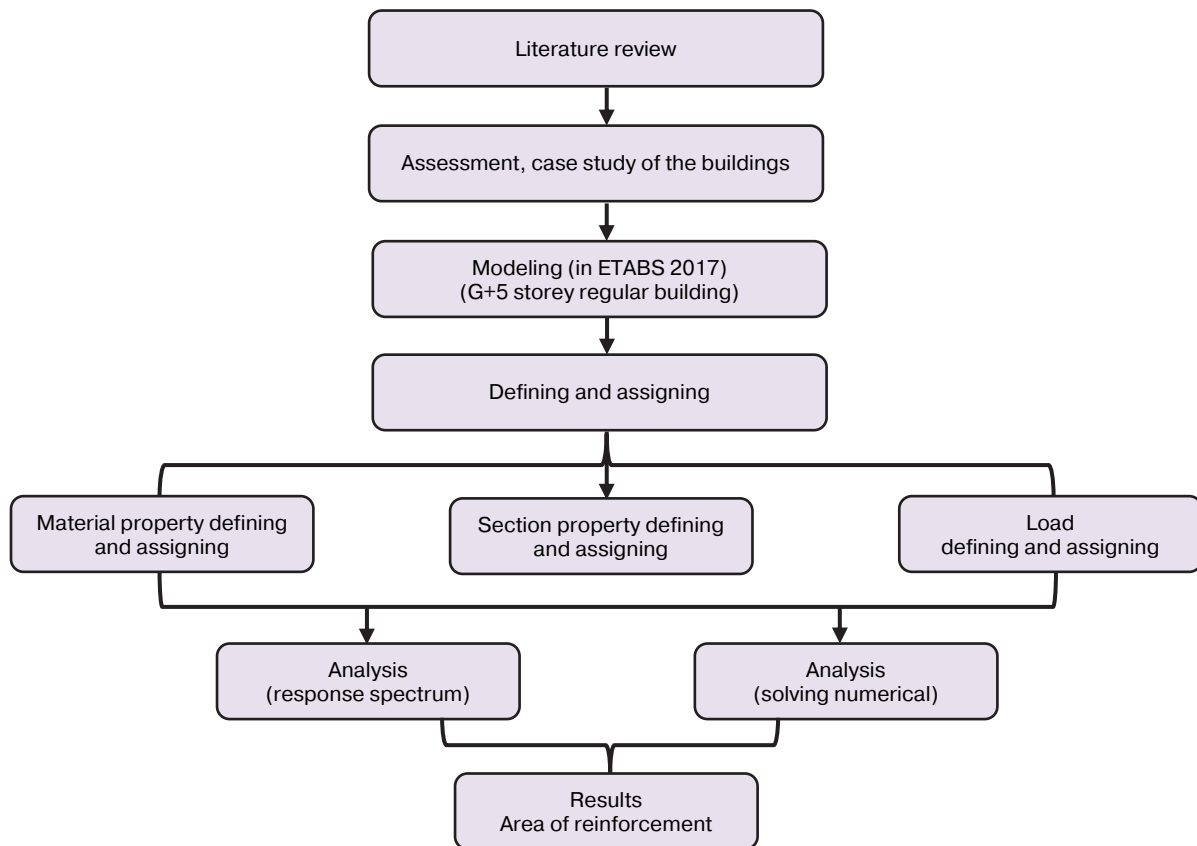 Literature review
Assessment, case study of the buildings
Modeling (in ETABS 2017)
(G+5 storey regular building)
Defining and assigning
Material property defining
and assigning
Section property defining
and assigning
Load
defining and assigning
Analysis
(response spectrum)
Analysis
(solving numerical)
Results
Area of reinforcement